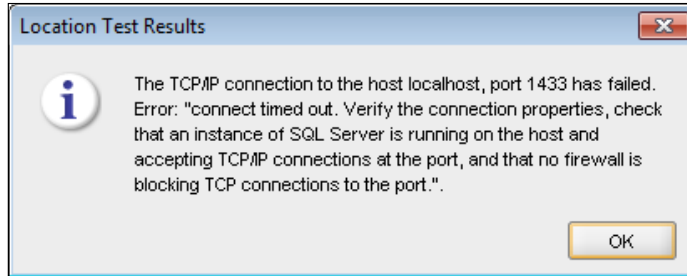 Location Test Results
The TCP/IP connection to the host localhost, port 1433 has failed.
Error: "connect timed out. Verify the connection properties, check
that an instance of SQL Server is running on the host and
accepting TCP/IP connections at the port, and that no firewall is
blocking TCP connections to the port.".
OK